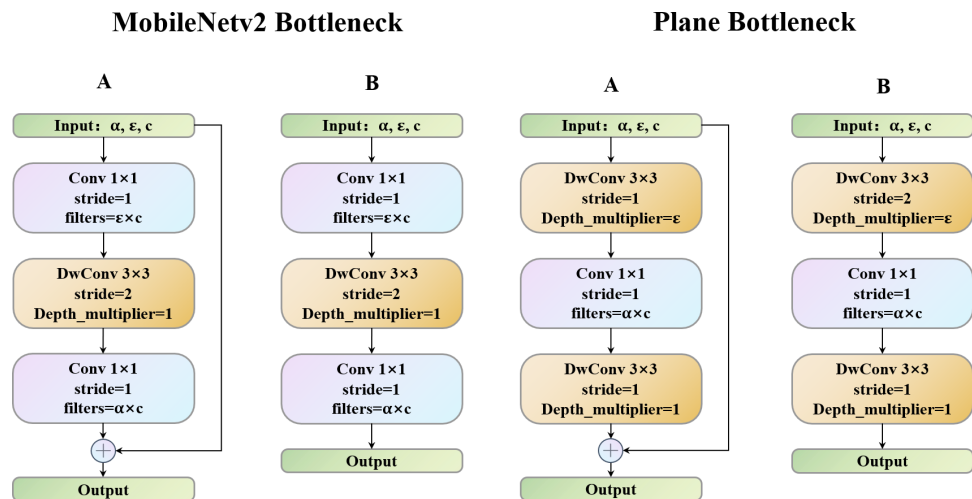 MobileNetv2 Bottleneck
A
Input：α, ε, c
Conv 1×1
stride=1
filters=ε×c
DwConv 3×3
stride=2
Depth_multiplier=1
Conv 1×1
stride=1
filters=α×c
Output
B
Input：α, ε, c
Conv 1×1
stride=1
filters=ε×c
DwConv 3×3
stride=2
Depth_multiplier=1
Conv 1×1
stride=1
filters=α×c
Output
Plane Bottleneck
A
Input：α, ε, c
DwConv 3×3
stride=1
Depth_multiplier=ε
Conv 1×1
stride=1
filters=α×c
DwConv 3×3
stride=1
Depth_multiplier=1
Output
B
Input：α, ε, c
DwConv 3×3
stride=2
Depth_multiplier=ε
Conv 1×1
stride=1
filters=α×c
DwConv 3×3
stride=1
Depth_multiplier=1
Output